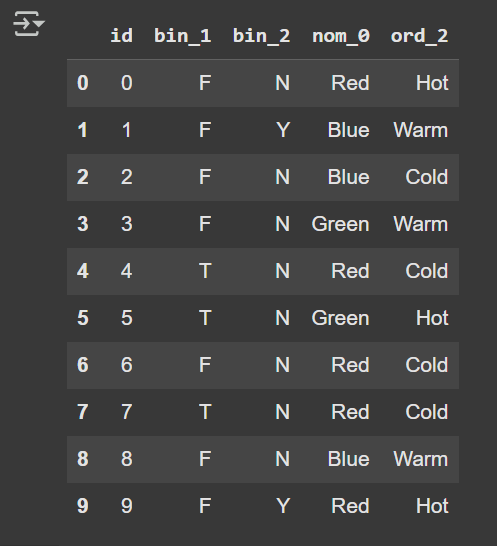 id bin_1 bin_2 nom_0 ord_2
0 0 F N Red Hot
1 1 F Y Blue Warm
2 2 F N Blue Cold
3 3 F N Green Warm
4 4 T N Red Cold
5 5 T N Green Hot
6 6 F N Red Cold
7 7 T N Red Cold
8 8 F N Blue Warm
9 9 F Y Red Hot